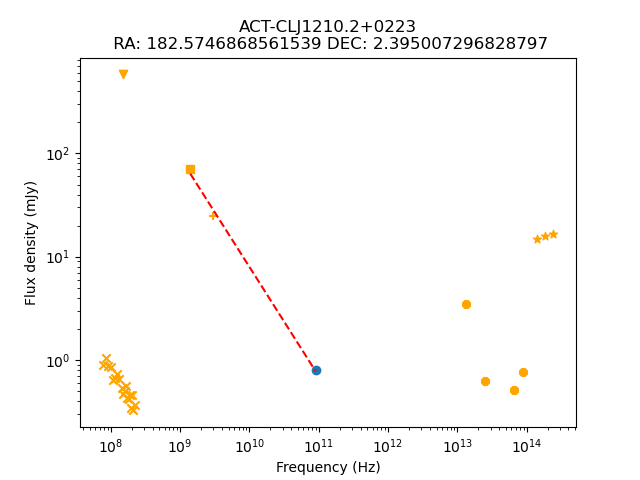 ACT-CLJ1210.2+0223
RA: 182.5746868561539 DEC: 2.395007296828797
Flux density (mJy)
10²
10¹
10⁰
10⁸ 10⁹ 10¹⁰ 10¹¹ 10¹² 10¹³ 10¹⁴
Frequency (Hz)